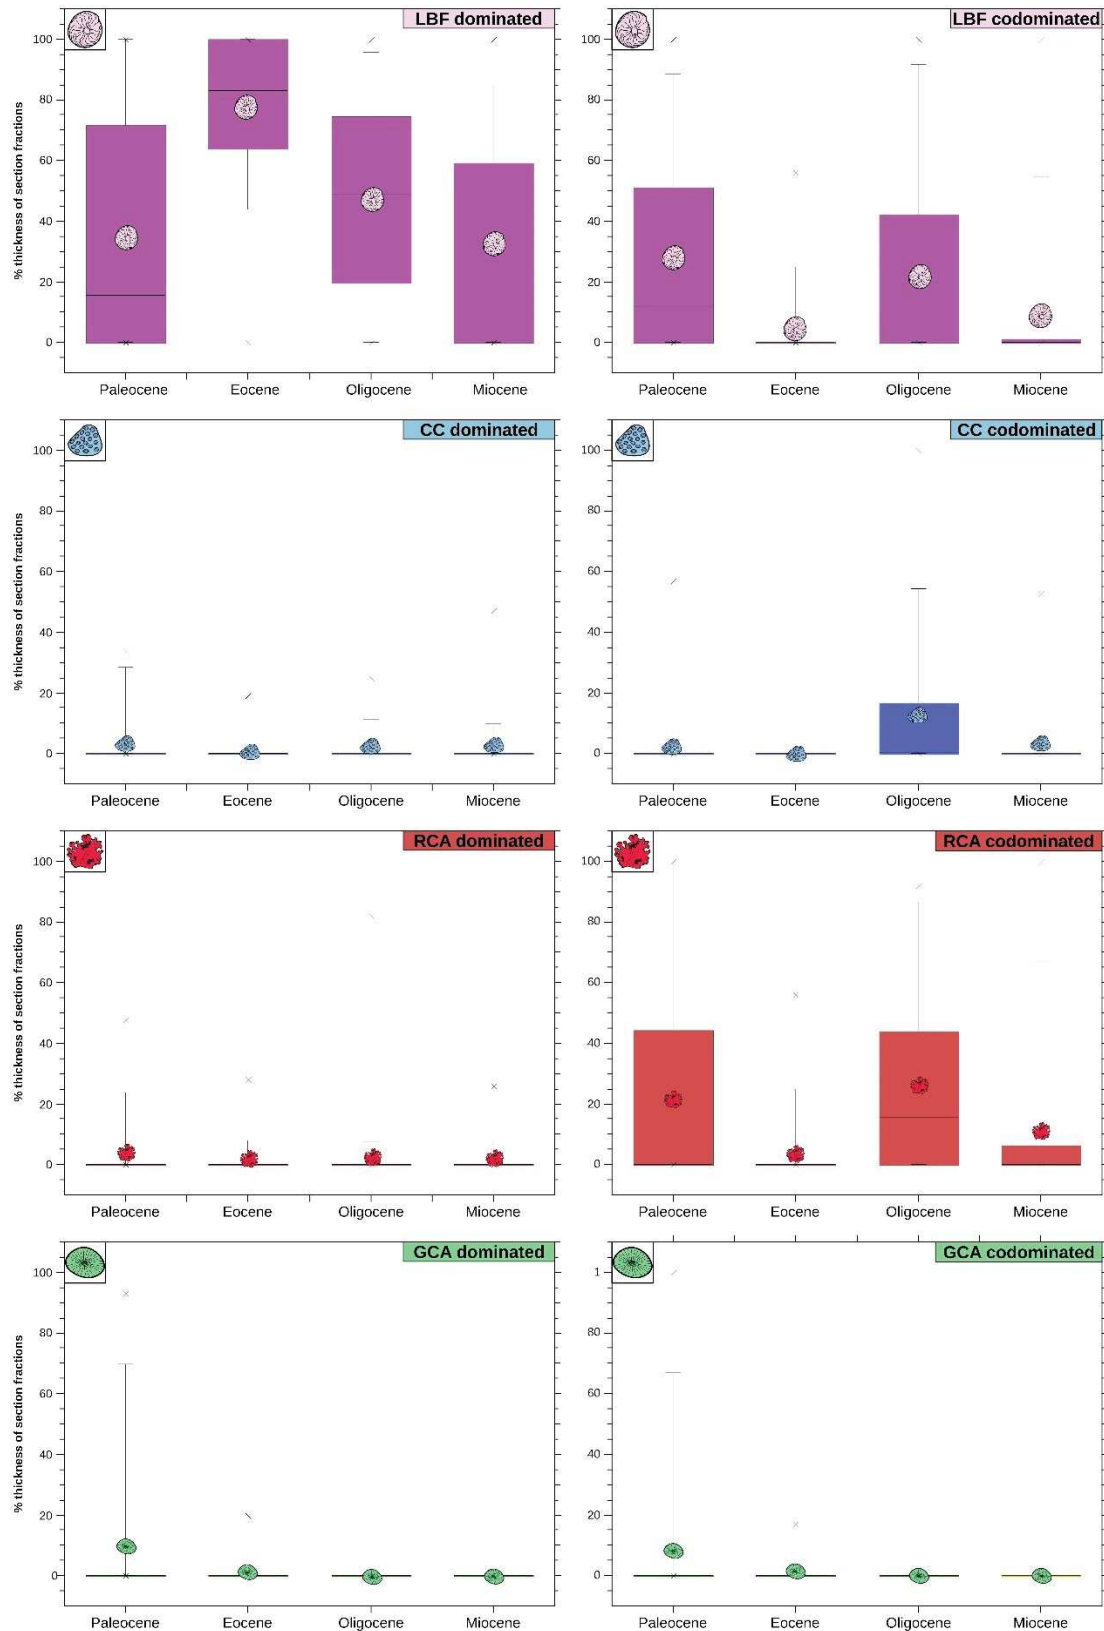 LBF dominated
100
80
60
40
20
0
% thickness of section fractions
Paleocene Eocene Oligocene Miocene
LBF codominated
100
80
60
40
20
0
Paleocene Eocene Oligocene Miocene
CC dominated
100
80
60
40
20
0
% thickness of section fractions
Paleocene Eocene Oligocene Miocene
CC codominated
100
80
60
40
20
0
Paleocene Eocene Oligocene Miocene
RCA dominated
100
80
60
40
20
0
% thickness of section fractions
Paleocene Eocene Oligocene Miocene
RCA codominated
100
80
60
40
20
0
Paleocene Eocene Oligocene Miocene
GCA dominated
100
80
60
40
20
0
% thickness of section fractions
Paleocene Eocene Oligocene Miocene
GCA codominated
1
80
60
40
20
0
Paleocene Eocene Oligocene Miocene